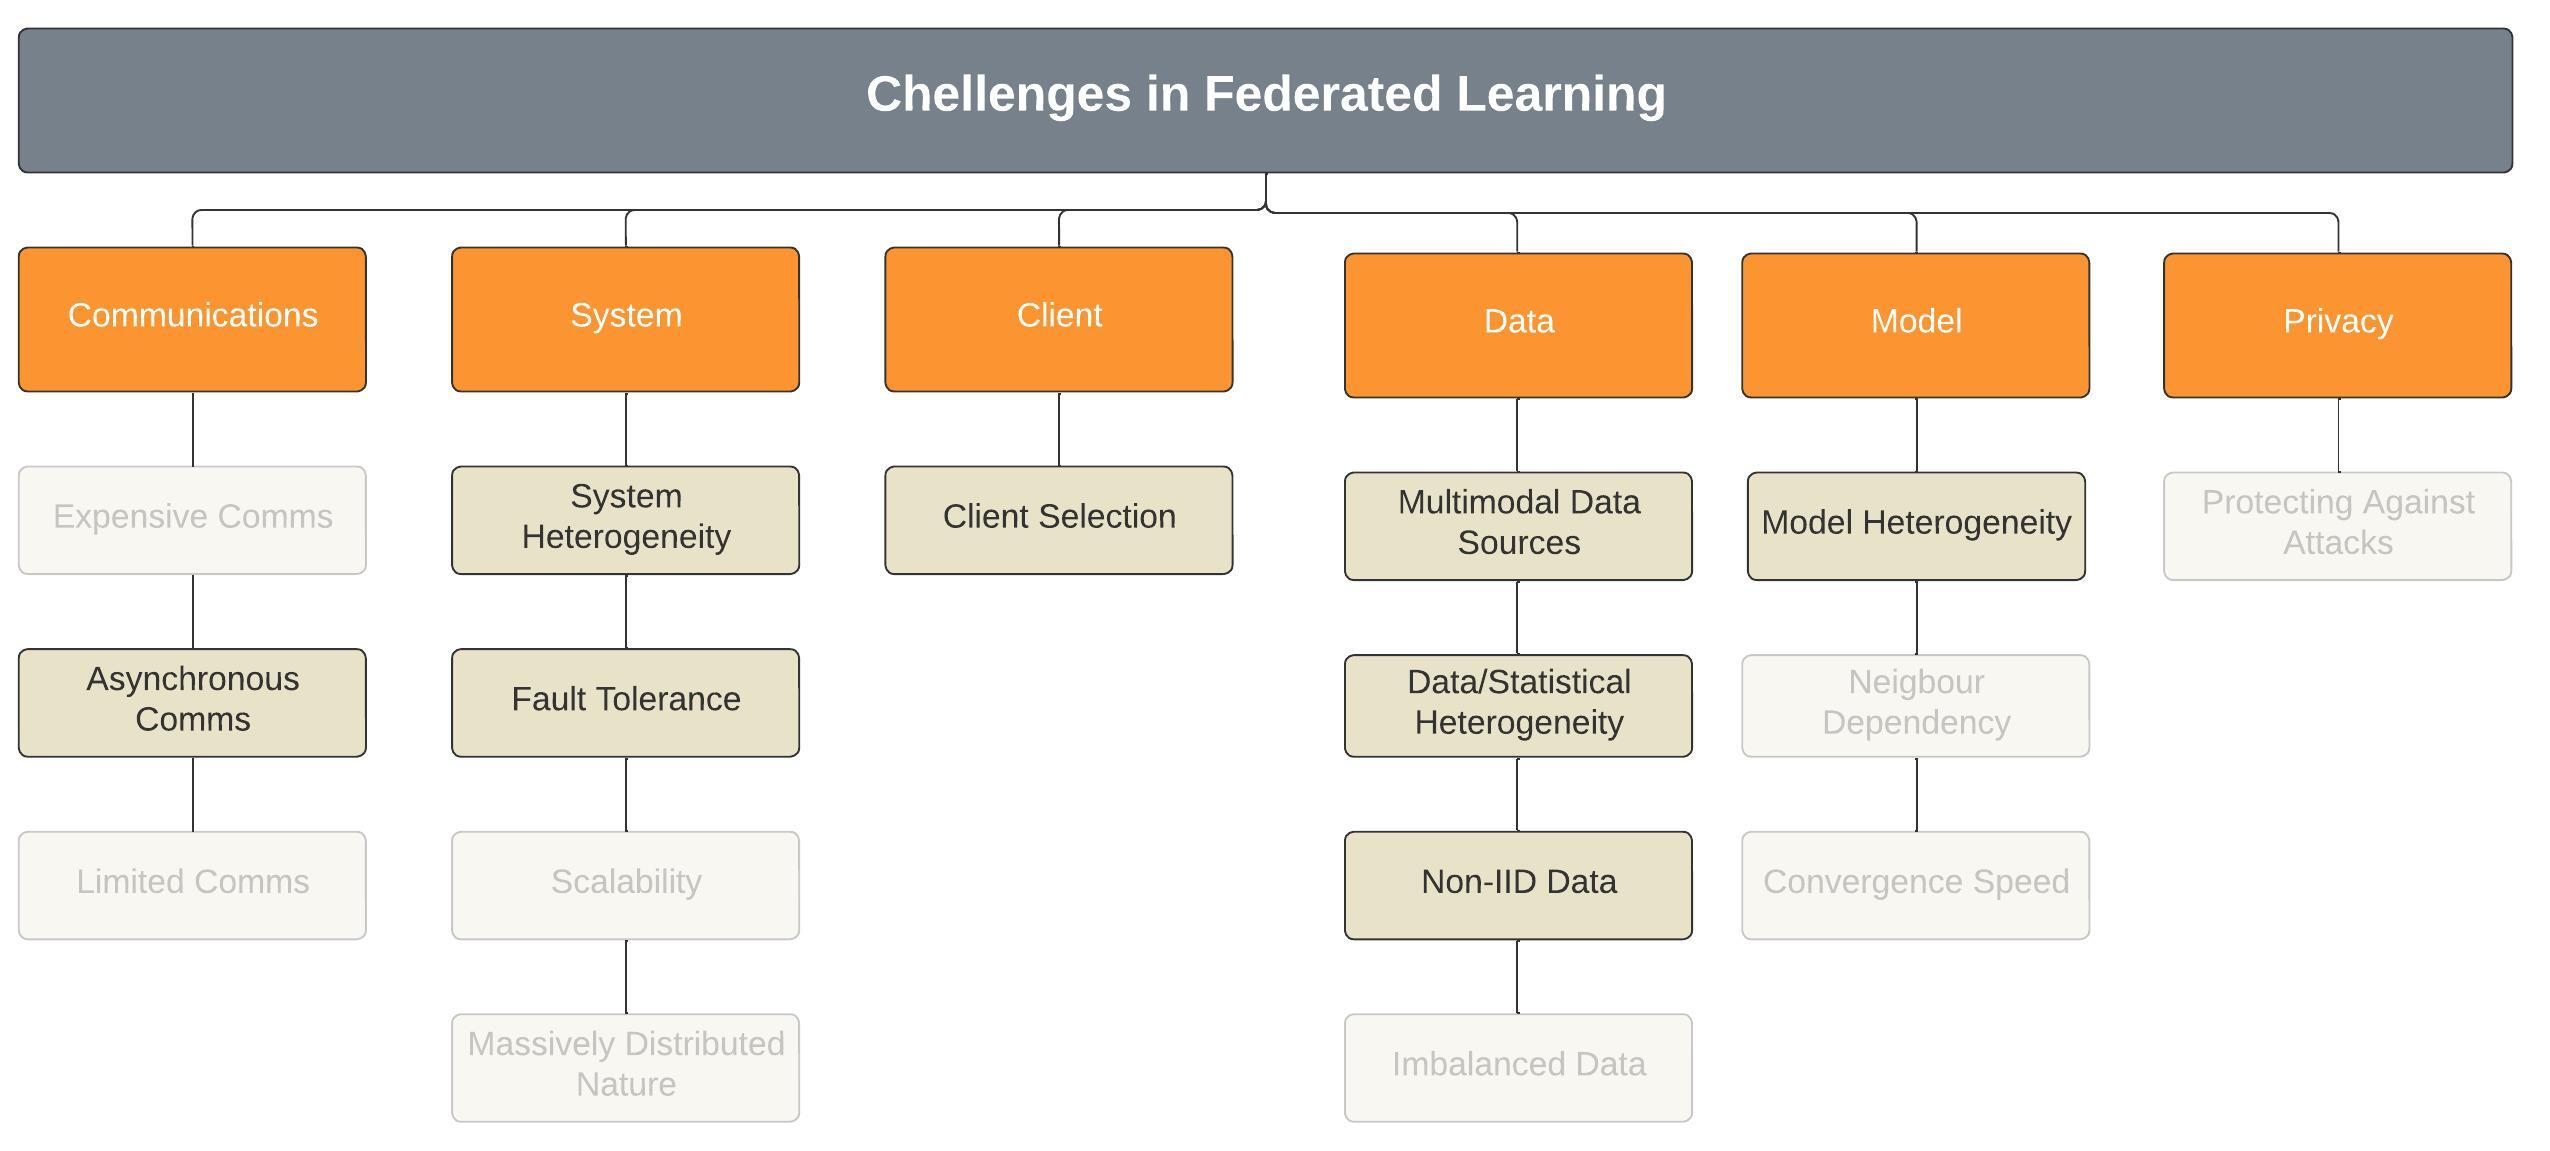 Chellenges in Federated Learning
Communications
System
Client
Data
Model
Privacy
Expensive Comms
System
Heterogeneity
Client Selection
Multimodal Data
Sources
Model Heterogeneity
Protecting Against
Attacks
Asynchronous
Comms
Fault Tolerance
Data/Statistical
Heterogeneity
Neigbour
Dependency
Limited Comms
Scalability
Non-IID Data
Convergence Speed
Massively Distributed
Nature
Imbalanced Data